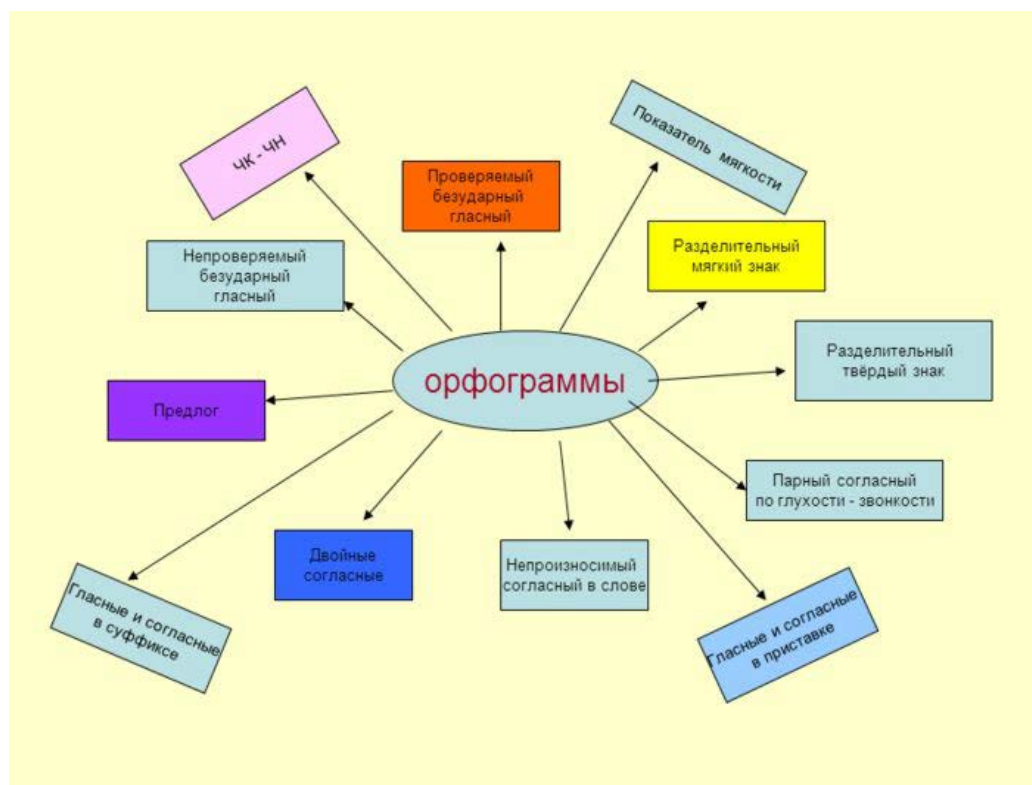 ЧК - ЧН
Показатель мягкости
Проверяемый
безударный
гласный
Непроверяемый
безударный
гласный
Разделительный
мягкий знак
орфограммы
Разделительный
твёрдый знак
Предлог
Парный согласный
по глухости - звонкости
Двойные
согласные
Непроизносимый
согласный в слове
Гласные и согласные
в суффиксе
Гласные и согласные
в приставке